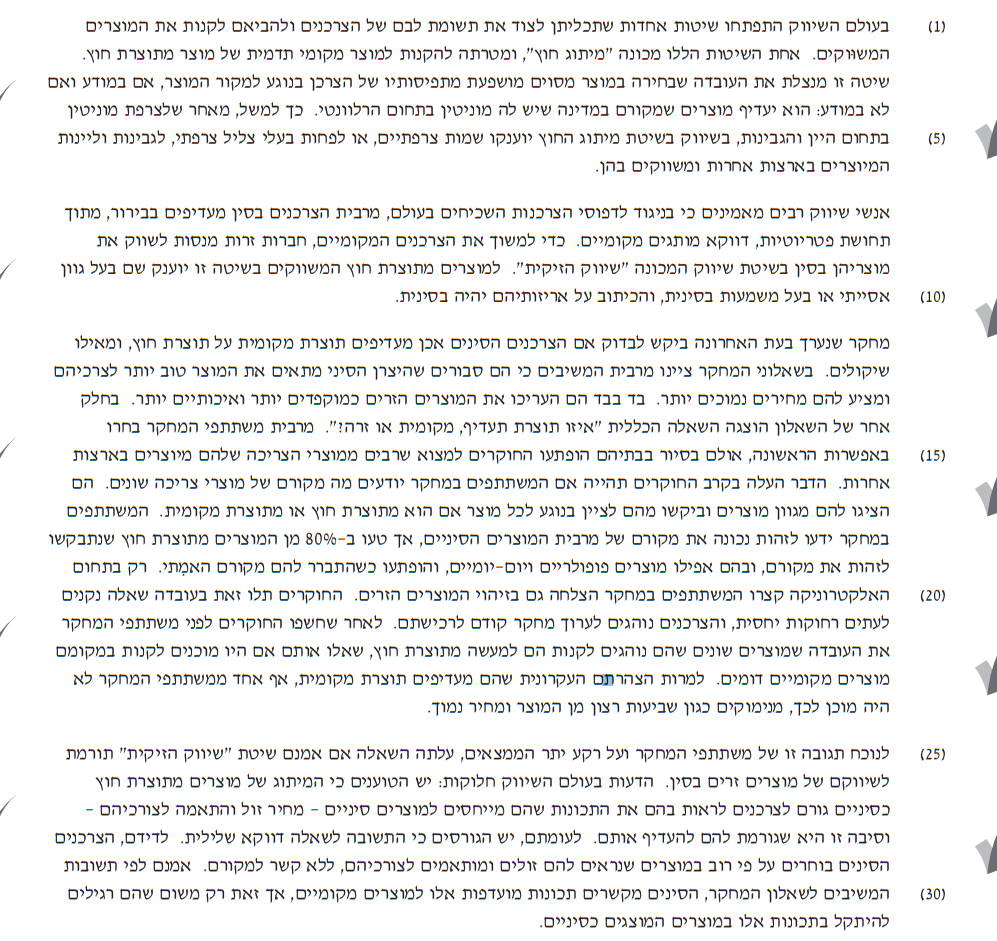 (1) בעולם השיווק התפתחו שיטות אחדות שתכליתן לצוד את תשומת לבם של הצרכנים ולהביאם לקנות את המוצרים
המשווקים. אחת השיטות הללו מכונה "מיתוג חוץ", ומטרתה להקנות למוצר מקומי תדמית של מוצר מתוצרת חוץ.
שיטה זו מנצלת את העובדה שבחירה במוצר מסוים מושפעת מתפיסותיו של הצרכן בנוגע למקור המוצר, אם במודע ואם
לא במודע: הוא יעדיף מוצרים שמקורם במדינה שיש לה מוניטין בתחום הרלוונטי. כך למשל, מאחר שלצרפת מוניטין
(5) בתחום היין והגבינות, בשיווק בשיטת מיתוג החוץ יוענקו שמות צרפתיים, או לפחות בעלי צליל צרפתי, לגבינות וליינות
המיוצרים בארצות אחרות ומשווקים בהן.
אנשי שיווק רבים מאמינים כי בניגוד לדפוסי הצרכנות השכיחים בעולם, מרבית הצרכנים בסין מעדיפים בבירור, מתוך
תחושת פטריוטיות, דווקא מותגים מקומיים. כדי למשוך את הצרכנים המקומיים, חברות זרות מנסות לשווק את
מוצריהן בסין בשיטת שיווק המכונה "שיווק הזיקית". למוצרים מתוצרת חוץ המשווקים בשיטה זו יוענק שם בעל גוון
(10) אסייתי או בעל משמעות בסינית, והכיתוב על אריזותיהם יהיה בסינית.
מחקר שנערך בעת האחרונה ביקש לבדוק אם הצרכנים הסינים אכן מעדיפים תוצרת מקומית על תוצרת חוץ, ומאילו
שיקולים. בשאלוני המחקר ציינו מרבית המשיבים כי הם סבורים שהיצרן הסיני מתאים את המוצר טוב יותר לצרכיהם
ומציע להם מחירים נמוכים יותר. בד בבד הם העריכו את המוצרים הזרים כמוקפדים יותר ואיכותיים יותר. בחלק
אחר של השאלון הוצגה השאלה הכללית "איזו תוצרת תעדיף, מקומית או זרה?". מרבית משתתפי המחקר בחרו
(15) באפשרות הראשונה, אולם בסיור בבתיהם הופתעו החוקרים למצוא שרבים ממוצרי הצריכה שלהם מיוצרים בארצות
אחרות. הדבר העלה בקרב החוקרים תהייה אם המשתתפים במחקר יודעים מה מקורם של מוצרי צריכה שונים. הם
הציגו להם מגוון מוצרים וביקשו מהם לציין בנוגע לכל מוצר אם הוא מתוצרת חוץ או מתוצרת מקומית. המשתתפים
במחקר ידעו לזהות נכונה את מקורם של מרבית המוצרים הסיניים, אך טעו ב-80% מן המוצרים מתוצרת חוץ שנתבקשו
לזהות את מקורם, ובהם אפילו מוצרים פופולריים ויום-יומיים, והופתעו כשהתברר להם מקורם האמִתי. רק בתחום
(20) האלקטרוניקה קצרו המשתתפים במחקר הצלחה גם בזיהוי המוצרים הזרים. החוקרים תלו זאת בעובדה שאלה נקנים
לעתים רחוקות יחסית, והצרכנים נוהגים לערוך מחקר קודם לרכישתם. לאחר שחשפו החוקרים לפני משתתפי המחקר
את העובדה שמוצרים שונים שהם נוהגים לקנות הם למעשה מתוצרת חוץ, שאלו אותם אם היו מוכנים לקנות במקומם
מוצרים מקומיים דומים. למרות הצהרתם העקרונית שהם מעדיפים תוצרת מקומית, אף אחד ממשתתפי המחקר לא
היה מוכן לכך, מנימוקים כגון שביעות רצון מן המוצר ומחיר נמוך.
(25) לנוכח תגובה זו של משתתפי המחקר ועל רקע יתר הממצאים, עלתה השאלה אם אמנם שיטת "שיווק הזיקית" תורמת
לשיווקם של מוצרים זרים בסין. הדעות בעולם השיווק חלוקות: יש הטוענים כי המיתוג של מוצרים מתוצרת חוץ
כסיניים גורם לצרכנים לראות בהם את התכונות שהם מייחסים למוצרים סיניים – מחיר זול והתאמה לצורכיהם –
וסיבה זו היא שגורמת להם להעדיף אותם. לעומתם, יש הגורסים כי התשובה לשאלה דווקא שלילית. לדידם, הצרכנים
הסינים בוחרים על פי רוב במוצרים שנראים להם זולים ומותאמים לצורכיהם, ללא קשר למקורם. אמנם לפי תשובות
(30) המשיבים לשאלון המחקר, הסינים מקשרים תכונות מועדפות אלו למוצרים מקומיים, אך זאת רק משום שהם רגילים
להיתקל בתכונות אלו במוצרים המוצגים כסיניים.